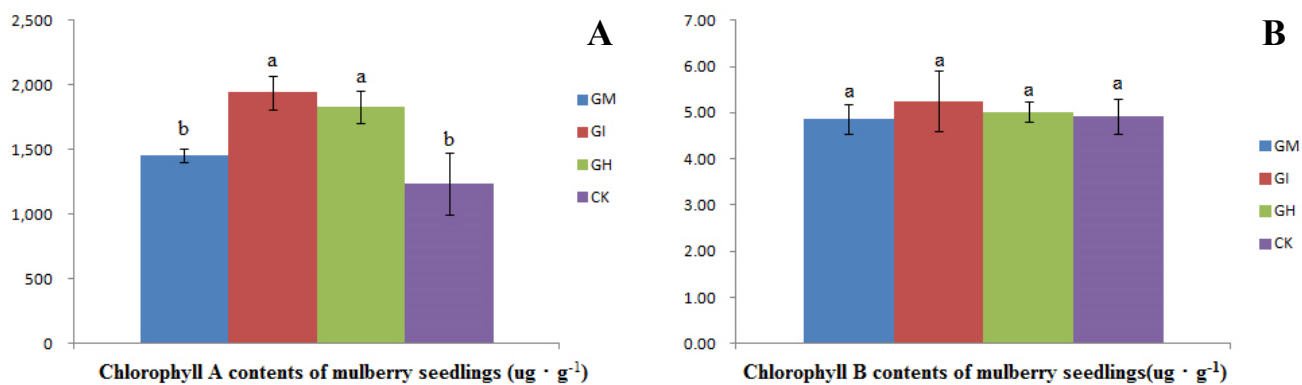 2,500
2,000
1,500
1,000
500
0
A
b
a
a
b
GM
GI
GH
CK
Chlorophyll A contents of mulberry seedlings (ug · g-1)
7.00
6.00
5.00
4.00
3.00
2.00
1.00
0.00
B
a
a
a
a
GM
GI
GH
CK
Chlorophyll B contents of mulberry seedlings(ug · g-1)